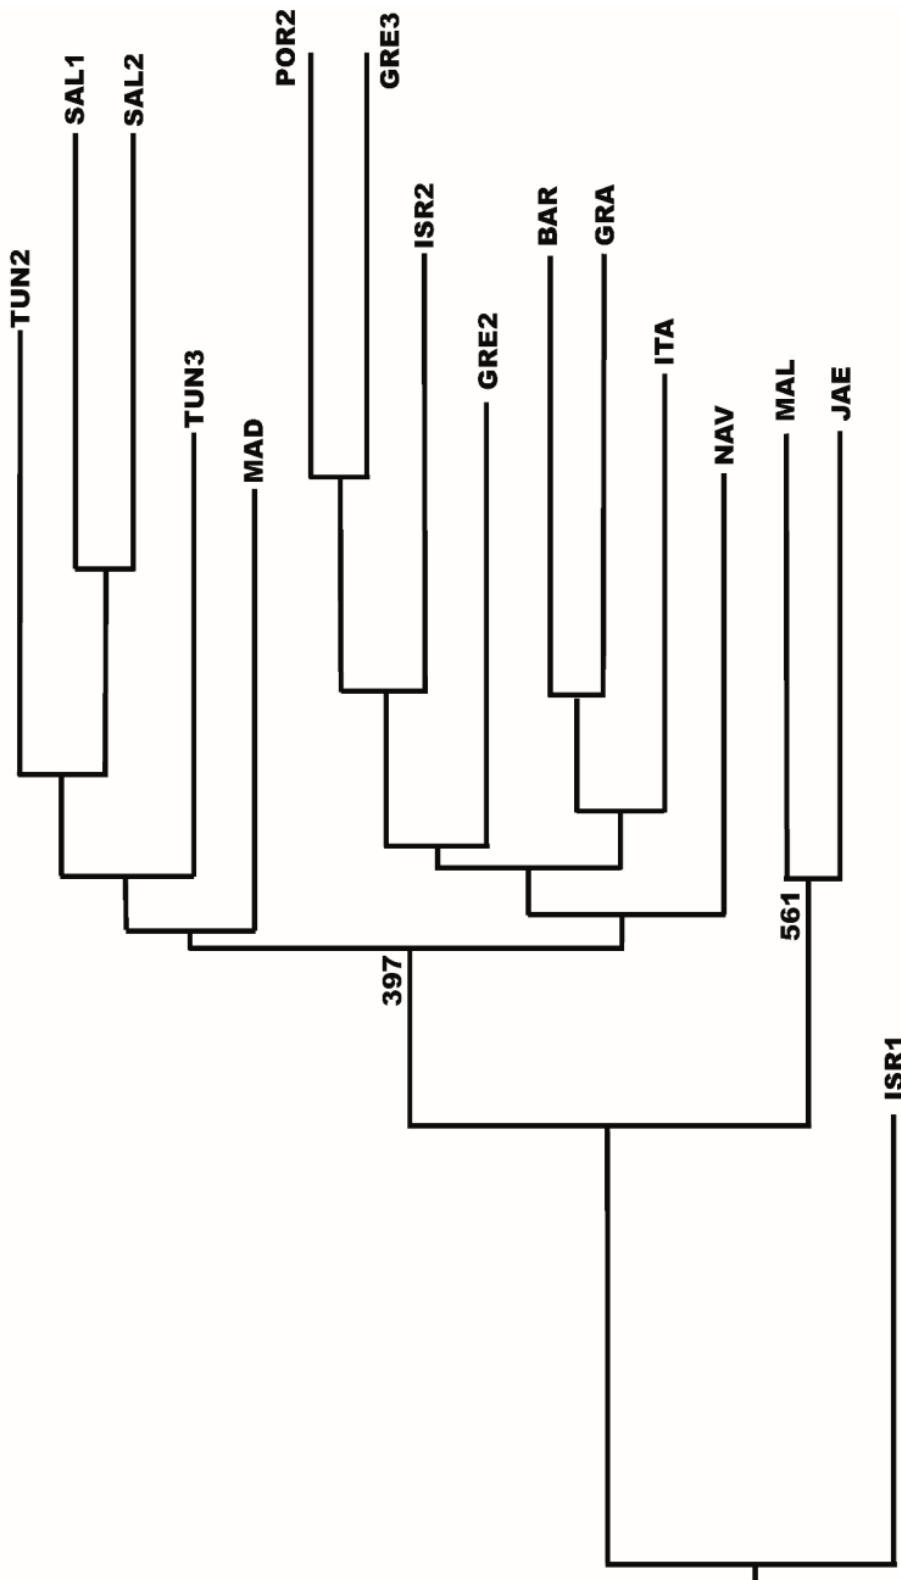 TUN2
SAL1
SAL2
TUN3
MAD
POR2
GRE3
ISR2
GRE2
BAR
GRA
ITA
NAV
MAL
JAE
561
397
ISR1